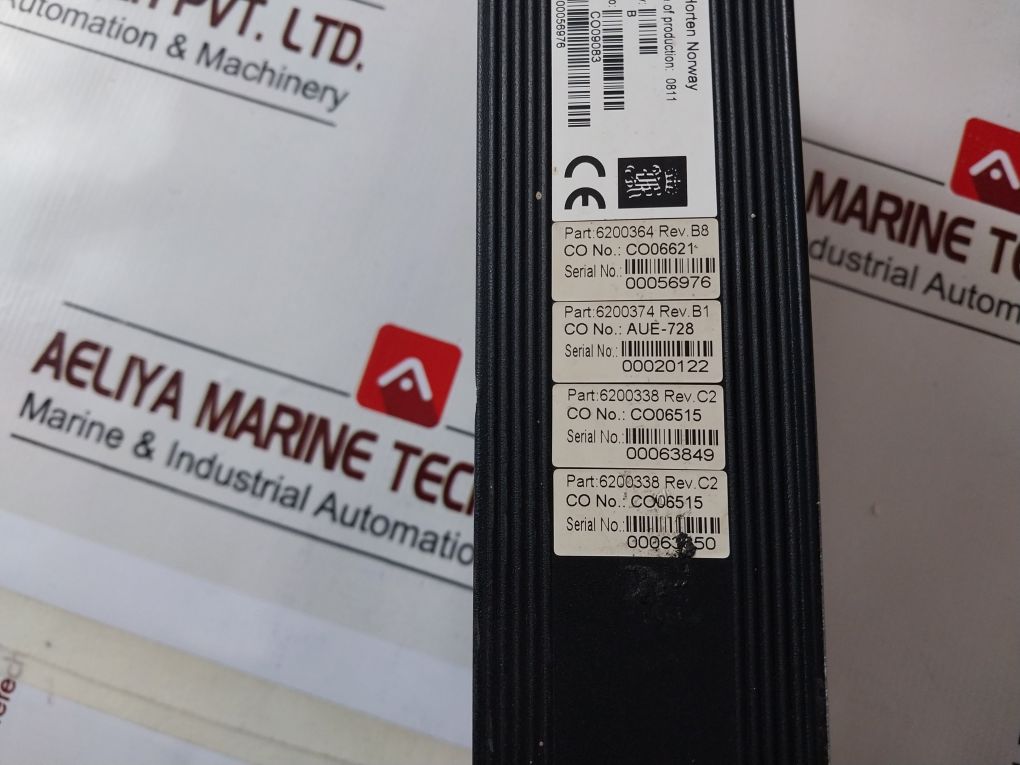 PVT. LTD.
Automation & Machinery
Horten Norway
of production: 0811
B
CO09083
00056976
CE
Part:6200364 Rev.B8
CO No.: CO06621
Serial No.:
00056976
Part:6200374 Rev.B1
CO No.: AUE-728
Serial No.:
00020122
Part:6200338 Rev.C2
CO No.: CO06515
Serial No.:
00063849
Part:6200338 Rev.C2
CO No.: CO06515
Serial No.:
AELIYA MARINE TECH
Marine & Industrial Automatio
MARINE TE
dustrial Autom